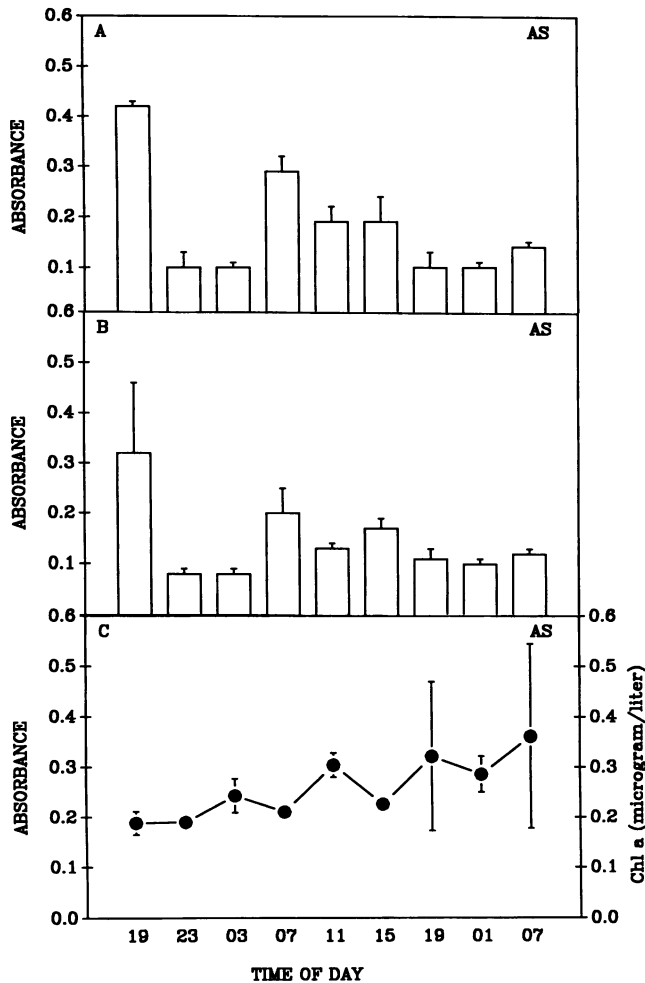 0.6
A AS
0.5
0.4
0.3
0.2
0.1
ABSORBANCE
0.6
B AS
0.5
0.4
0.3
0.2
0.1
ABSORBANCE
0.6 0.6
C AS
0.5 0.5
0.4 0.4
0.3 0.3
0.2 0.2
0.1 0.1
0.0 0.0
ABSORBANCE
Chl a (microgram/liter)
19 23 03 07 11 15 19 01 07
TIME OF DAY